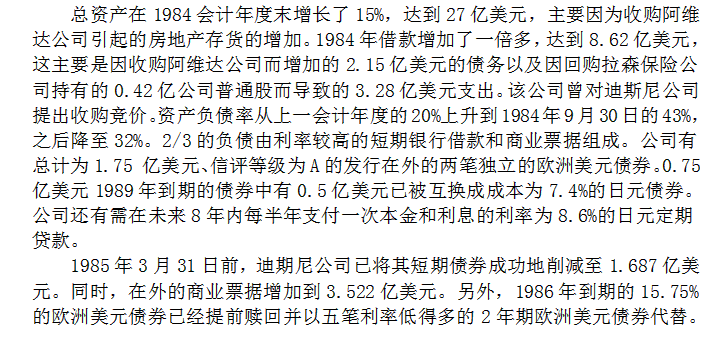 总资产在 1984 会计年度末增长了 15%，达到 27 亿美元，主要因为收购阿维
达公司引起的房地产存货的增加。1984 年借款增加了一倍多，达到 8.62 亿美元，
这主要是因收购阿维达公司而增加的 2.15 亿美元的债务以及因回购拉森保险公
司持有的 0.42 亿公司普通股而导致的 3.28 亿美元支出。该公司曾对迪斯尼公司
提出收购竞价。资产负债率从上一会计年度的 20%上升到 1984 年 9 月 30 日的 43%，
之后降至 32%。2/3 的负债由利率较高的短期银行借款和商业票据组成。公司有
总计为 1.75 亿美元、信评等级为 A 的发行在外的两笔独立的欧洲美元债券。0.75
亿美元 1989 年到期的债券中有 0.5 亿美元已被互换成成本为 7.4%的日元债券。
公司还有需在未来 8 年内每半年支付一次本金和利息的利率为 8.6%的日元定期
贷款。
1985 年 3 月 31 日前，迪期尼公司已将其短期债券成功地削减至 1.687 亿美
元。同时，在外的商业票据增加到 3.522 亿美元。另外，1986 年到期的 15.75%
的欧洲美元债券已经提前赎回并以五笔利率低得多的 2 年期欧洲美元债券代替。